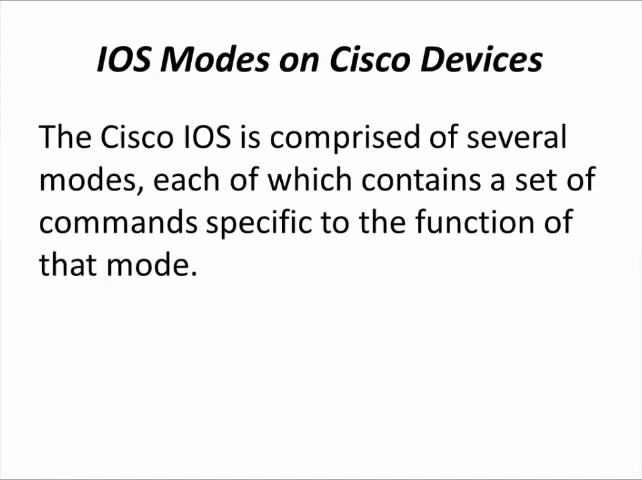 IOS Modes on Cisco Devices
The Cisco IOS is comprised of several
modes, each of which contains a set of
commands specific to the function of
that mode.